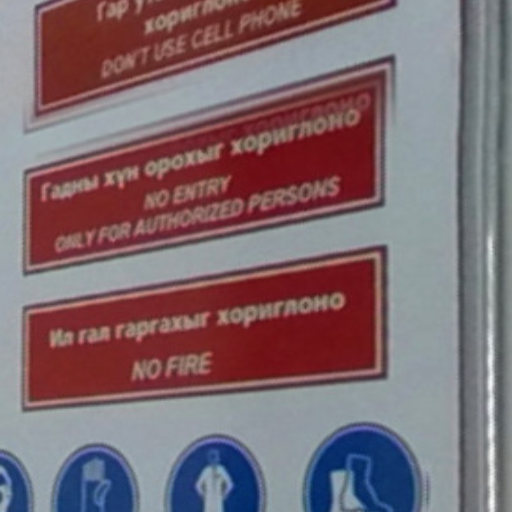 Гар
хориглоно
DON'T USE CELL PHONE
Гадны хүн орохыг хориглоно
NO ENTRY
ONLY FOR AUTHORIZED PERSONS
Ил гал гаргахыг хориглоно
NO FIRE